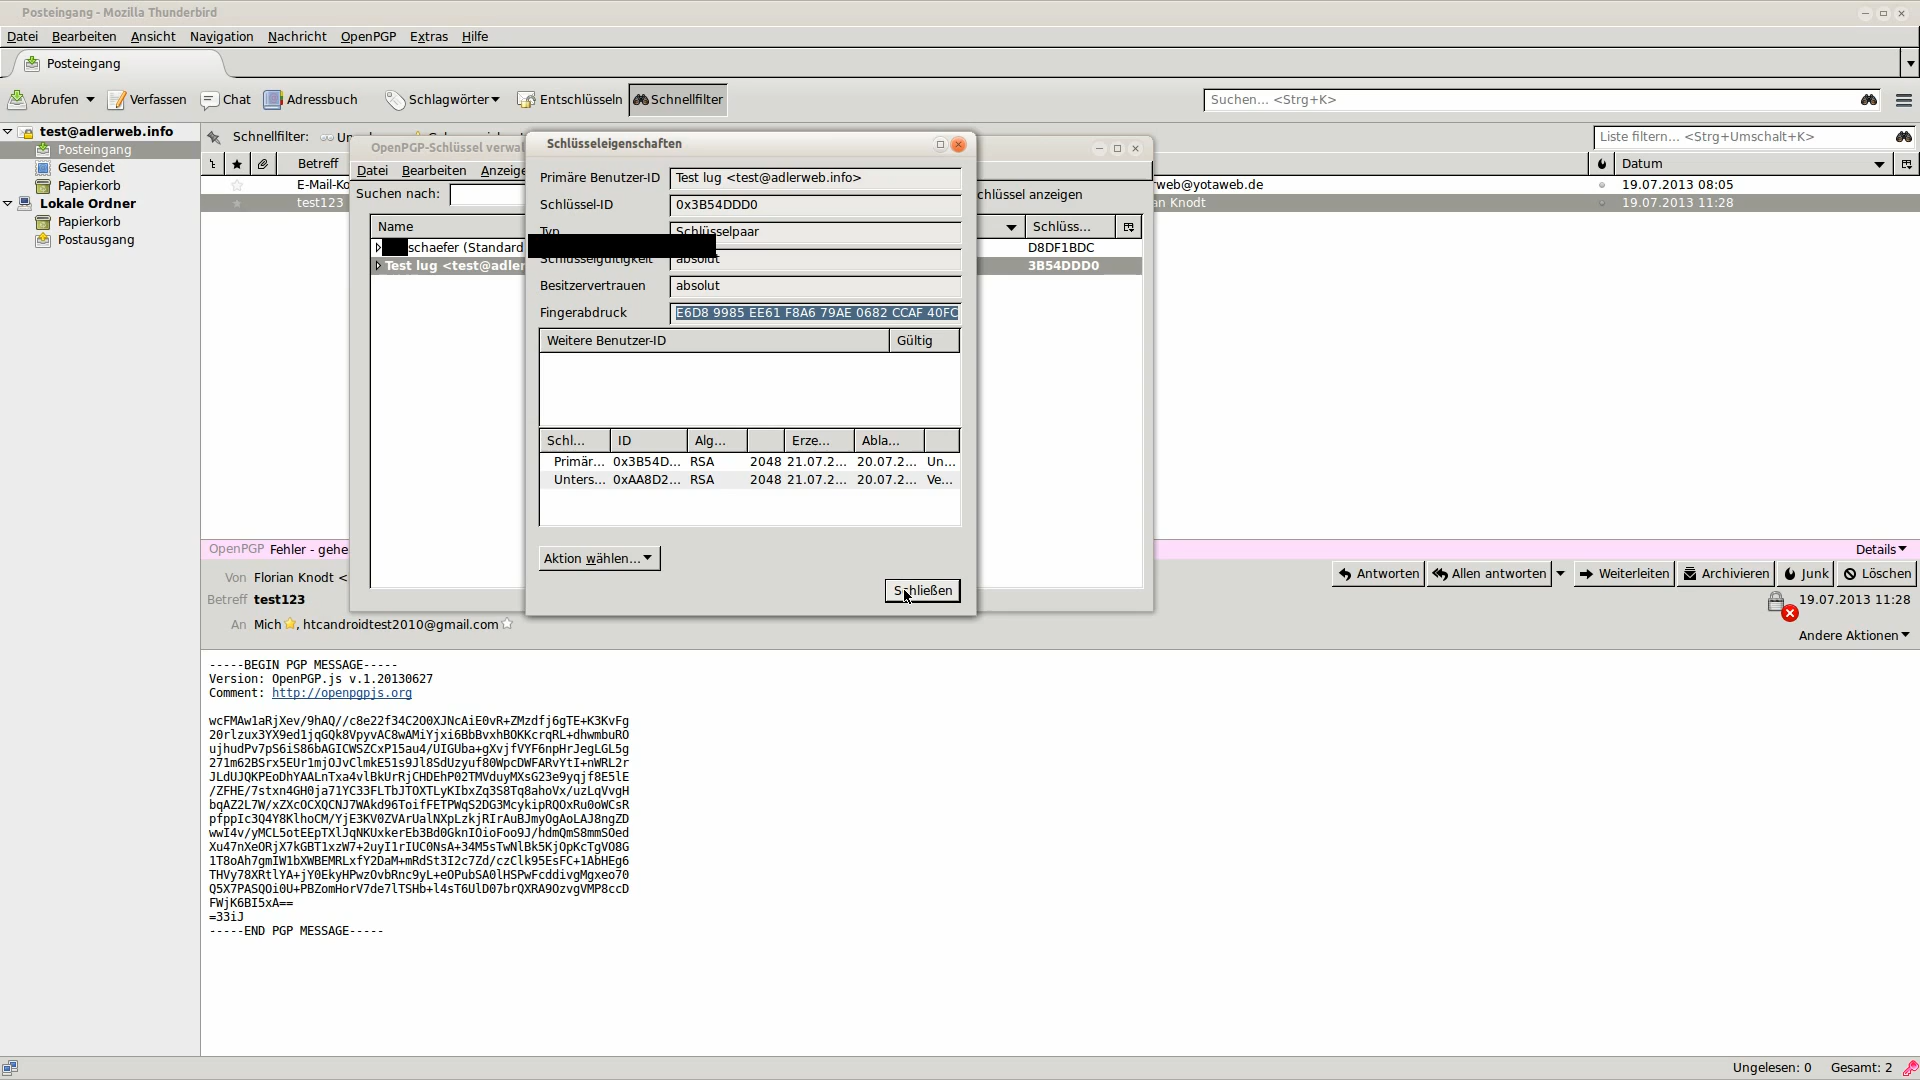 Posteingang - Mozilla Thunderbird
Datei Bearbeiten Ansicht Navigation Nachricht OpenPGP Extras Hilfe
Posteingang
Abrufen Verfassen Chat Adressbuch Schlagwörter Entschlüsseln Schnellfilter Suchen... <Strg+K>
test@adlerweb.info
Posteingang
Gesendet
Papierkorb
Lokale Ordner
Papierkorb
Postausgang
Schnellfilter: Liste filtern... <Strg+Umschalt+K>
Betreff Datum
E-Mail-Ko rweb@yotaweb.de 19.07.2013 08:05
test123 an Knodt 19.07.2013 11:28
OpenPGP-Schlüssel verwal
Datei Bearbeiten Anzeige
Suchen nach: chlüssel anzeigen
Name Schlüss...
schaefer (Standard D8DF1BDC
Test lug <test@adler 3B54DDD0
Schlüsseleigenschaften
Primäre Benutzer-ID Test lug <test@adlerweb.info>
Schlüssel-ID 0x3B54DDD0
Typ Schlüsselpaar
Schlüsselgültigkeit absolut
Besitzervertrauen absolut
Fingerabdruck E6D8 9985 EE61 F8A6 79AE 0682 CCAF 40FC
Weitere Benutzer-ID Gültig
Schl... ID Alg... Erze... Abla...
Primär... 0x3B54D... RSA 2048 21.07.2... 20.07.2... Un...
Unters... 0xAA8D2... RSA 2048 21.07.2... 20.07.2... Ve...
Aktion wählen...
Schließen
OpenPGP Fehler - gehe Details
Von Florian Knodt < Antworten Allen antworten Weiterleiten Archivieren Junk Löschen
Betreff test123 19.07.2013 11:28
An Mich, htcandroidtest2010@gmail.com
Andere Aktionen
-----BEGIN PGP MESSAGE-----
Version: OpenPGP.js v.1.20130627
Comment: http://openpgpjs.org
wcFMAw1aRjXev/9hAQ//c8e22f34C2O0XJNcAiE0vR+ZMzdfj6gTE+K3KvFg
20rlzux3YX9ed1jqGQk8VpyvAC8wAMiYjxi6BbBvxhBOKKcrqRL+dhwmbuRO
ujhudPv7pS6iS86bAGICWSZCxP15au4/UIGUba+gXvjfVYF6npHrJegLGL5g
271m62BSrx5EUr1mjOJvClmkE51s9Jl8SdUzyuf80WpcDWFARvYtI+nWRL2r
JLdUJQKPEoDhYAALnTxa4vlBkUrRjCHDEhP02TMVduyMXsG23e9yqjf8E5lE
/ZFHE/7stxn4GH0ja71YC33FLTbJTOXTLyKIbxZq3S8Tq8ahoVx/uzLqVvgH
bqAZ2L7W/xZXcOCXQCNJ7WAkd96ToifFETPWqS2DG3McykipRQOxRu0oWCsR
pfppIc3Q4Y8KlhoCM/YjE3KV0ZVArUalNXpLzkjRIrAuBJmyOgAoLAJ8ngZD
wwI4v/yMCL5otEEpTXlJqNKUxkerEb3Bd0GknIOioFoo9J/hdmQmS8mmSOed
Xu47nXeORjX7kGBT1xzW7+2uyI1rIUC0NsA+34M5sTwNlBk5KjOpKcTgVO8G
1T8oAh7gmIW1bXWBEMRLxfY2DaM+mRdSt3I2c7Zd/czClk95EsFC+1AbHEg6
THVy78XRtlYA+jY0EkyHPwzOvbRnc9yL+eOPubSA0lHSPwFcddivgMgxeo70
Q5X7PASQOi0U+PBZomHorV7de7lTSHb+l4sT6UlD07brQXRA9OzvgVMP8ccD
FWjK6BI5xA==
=33iJ
-----END PGP MESSAGE-----
Ungelesen: 0 Gesamt: 2